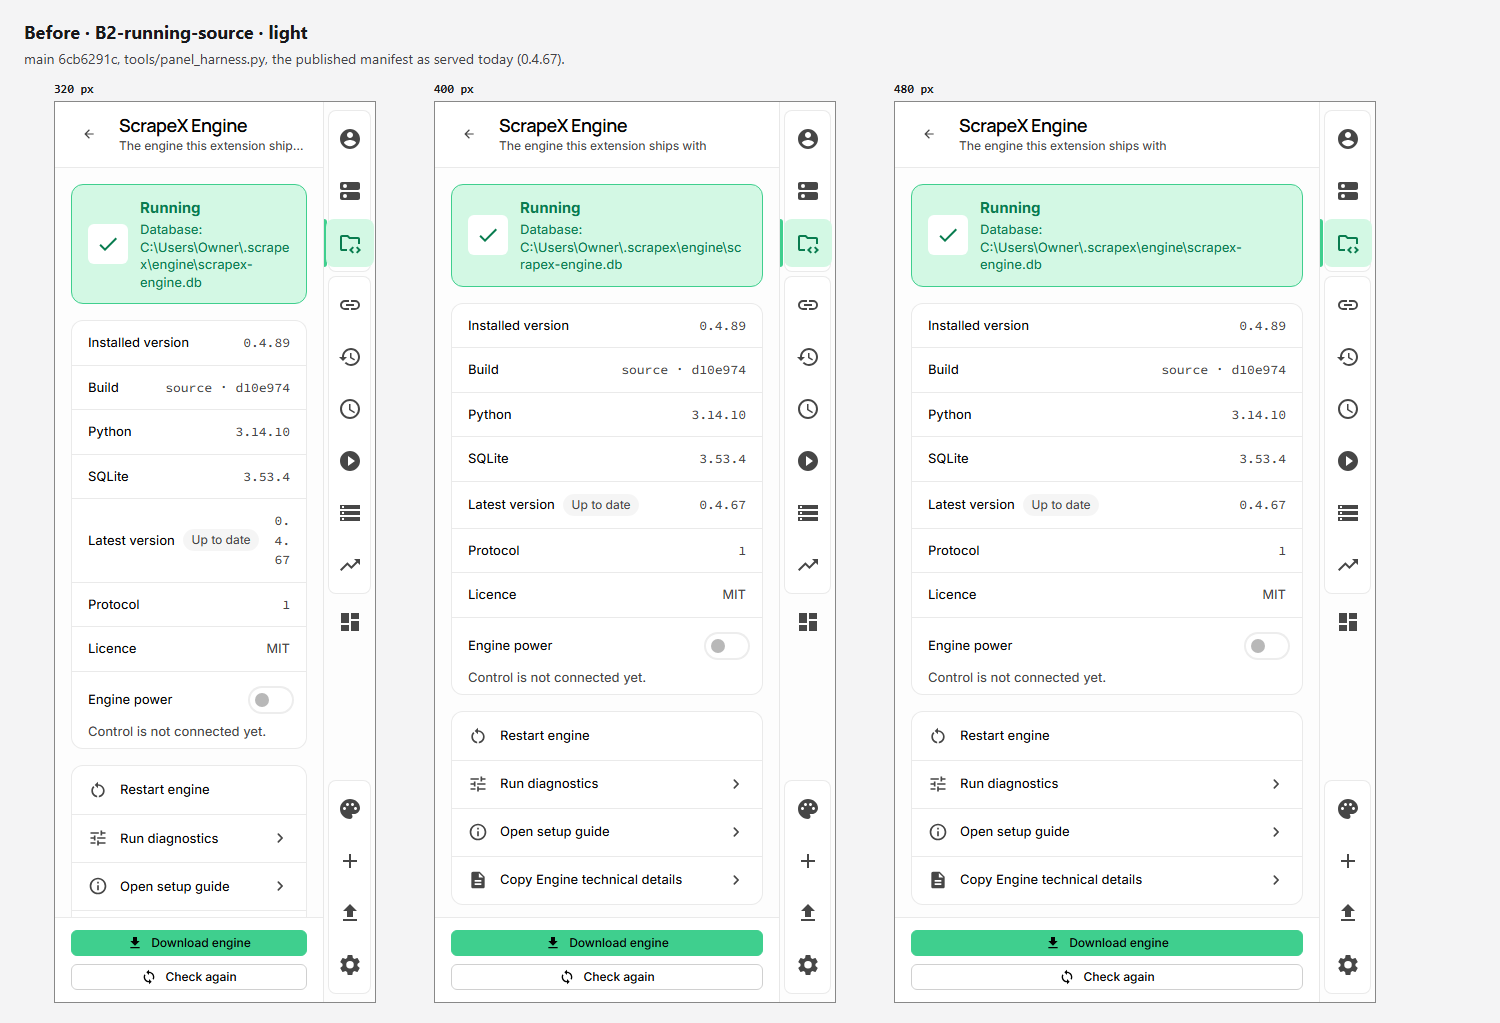 Before · B2-running-source · light
main 6cb6291c, tools/panel_harness.py, the published manifest as served today (0.4.67).
320 px
ScrapeX Engine
The engine this extension ship...
Running
Database:
C:\Users\Owner\.scrape
x\engine\scrapex-
engine.db
Installed version 0.4.89
Build source · d10e974
Python 3.14.10
SQLite 3.53.4
Latest version Up to date 0.
4.
67
Protocol 1
Licence MIT
Engine power
Control is not connected yet.
Restart engine
Run diagnostics
Open setup guide
Download engine
Check again
400 px
ScrapeX Engine
The engine this extension ships with
Running
Database:
C:\Users\Owner\.scrapex\engine\sc
rapex-engine.db
Installed version 0.4.89
Build source · d10e974
Python 3.14.10
SQLite 3.53.4
Latest version Up to date 0.4.67
Protocol 1
Licence MIT
Engine power
Control is not connected yet.
Restart engine
Run diagnostics
Open setup guide
Copy Engine technical details
Download engine
Check again
480 px
ScrapeX Engine
The engine this extension ships with
Running
Database:
C:\Users\Owner\.scrapex\engine\scrapex-
engine.db
Installed version 0.4.89
Build source · d10e974
Python 3.14.10
SQLite 3.53.4
Latest version Up to date 0.4.67
Protocol 1
Licence MIT
Engine power
Control is not connected yet.
Restart engine
Run diagnostics
Open setup guide
Copy Engine technical details
Download engine
Check again